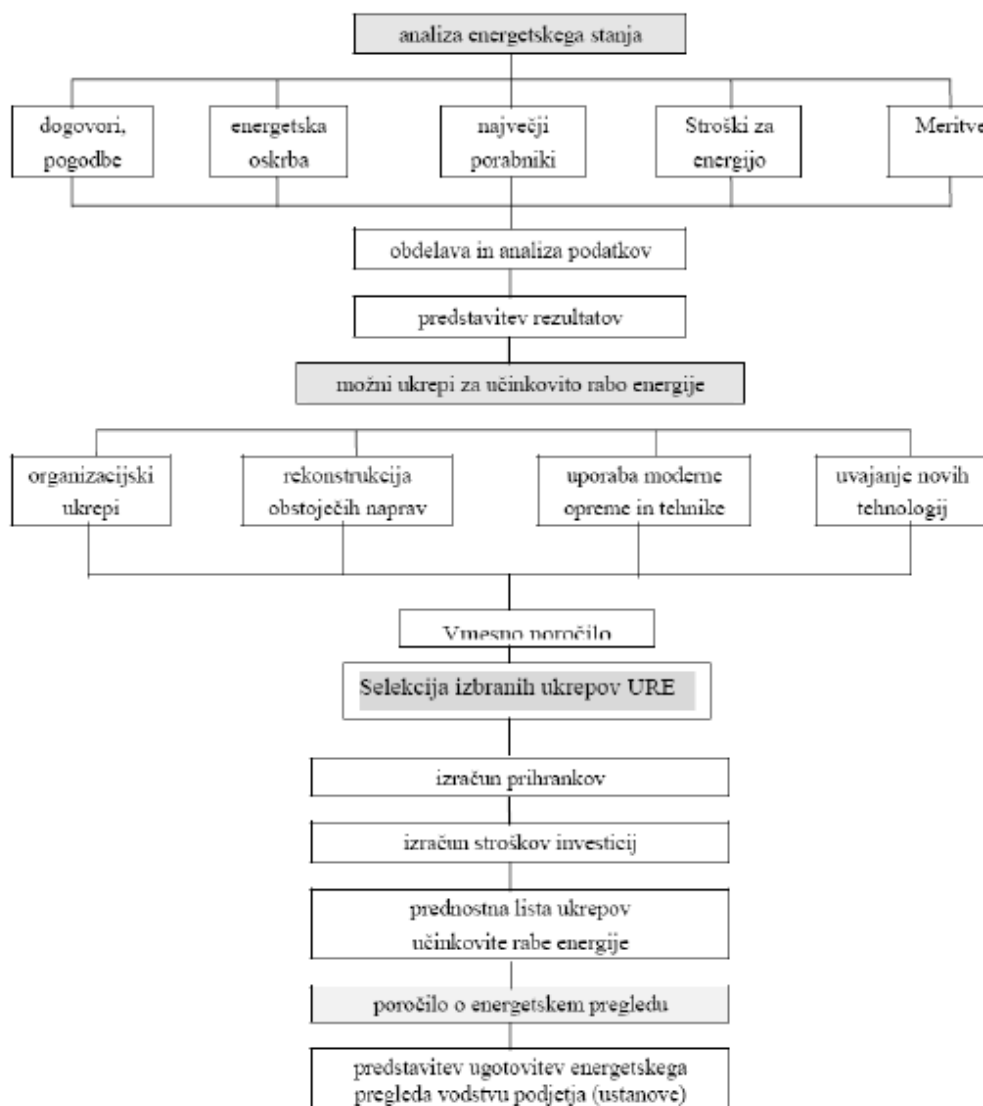 analiza energetskega stanja
dogovori,
pogodbe
energetska
oskrba
največji
porabniki
Stroški za
energijo
Meritve
obdelava in analiza podatkov
predstavitev rezultatov
možni ukrepi za učinkovito rabo energije
organizacijski
ukrepi
rekonstrukcija
obstoječih naprav
uporaba moderne
opreme in tehnike
uvajanje novih
tehnologij
Vmesno poročilo
Selekcija izbranih ukrepov URE
izračun prihrankov
izračun stroškov investicij
prednostna lista ukrepov
učinkovite rabe energije
poročilo o energetskem pregledu
predstavitev ugotovitev energetskega
pregleda vodstvu podjetja (ustanove)